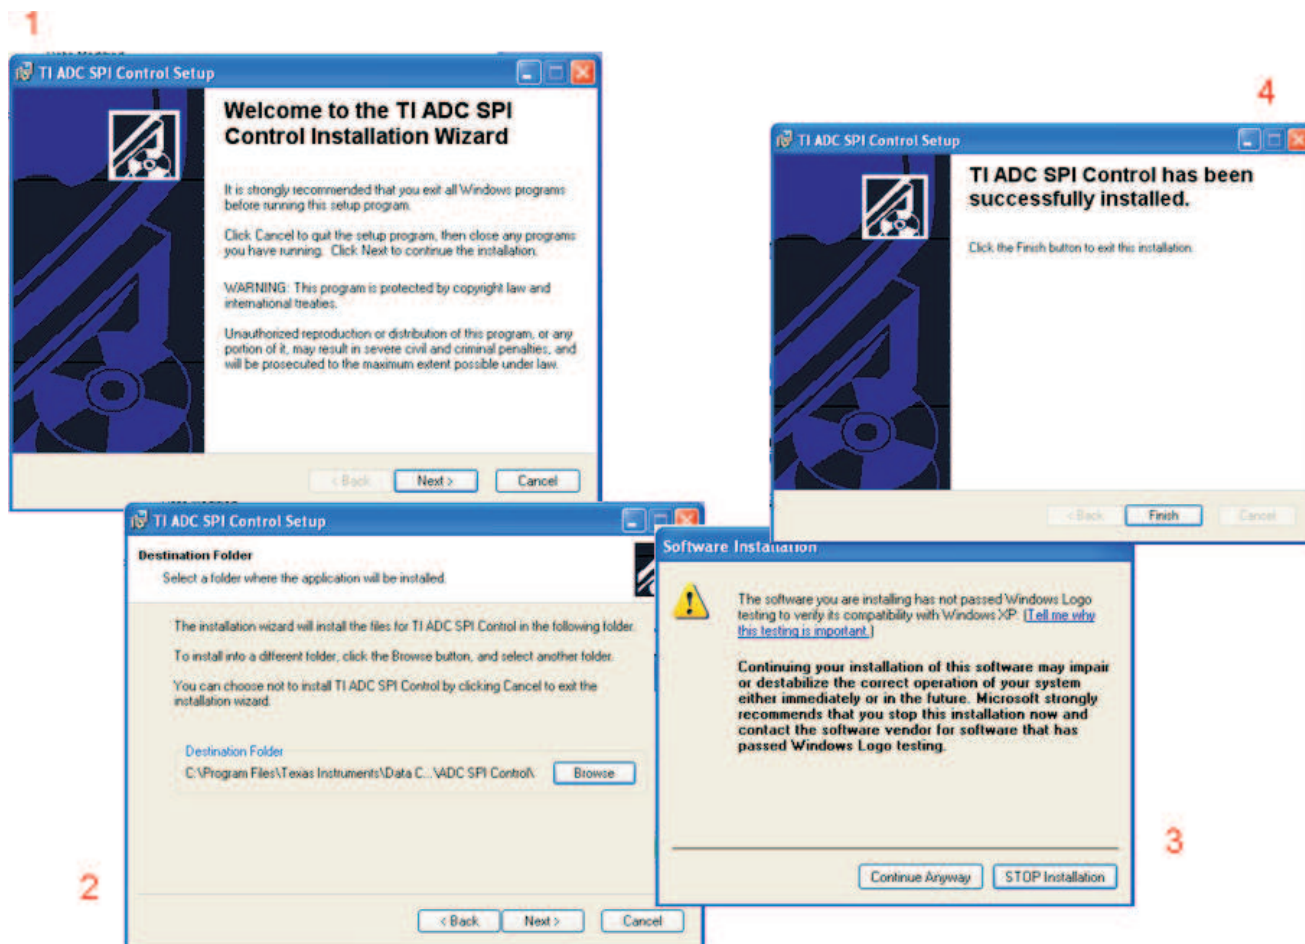 1
TI ADC SPI Control Setup
Welcome to the TI ADC SPI
Control Installation Wizard
It is strongly recommended that you exit all Windows programs
before running this setup program.
Click Cancel to quit the setup program, then close any programs
you have running. Click Next to continue the installation.
WARNING: This program is protected by copyright law and
international treaties.
Unauthorized reproduction or distribution of this program, or any
portion of it, may result in severe civil and criminal penalties, and
will be prosecuted to the maximum extent possible under law.
< Back Next > Cancel
2
TI ADC SPI Control Setup
Destination Folder
Select a folder where the application will be installed.
The installation wizard will install the files for TI ADC SPI Control in the following folder.
To install into a different folder, click the Browse button, and select another folder.
You can choose not to install TI ADC SPI Control by clicking Cancel to exit the
installation wizard.
Destination Folder
C:\Program Files\Texas Instruments\Data C...\ADC SPI Control\ Browse
< Back Next > Cancel
3
Software Installation
The software you are installing has not passed Windows Logo
testing to verify its compatibility with Windows XP. (Tell me why
this testing is important.)
Continuing your installation of this software may impair
or destabilize the correct operation of your system
either immediately or in the future. Microsoft strongly
recommends that you stop this installation now and
contact the software vendor for software that has
passed Windows Logo testing.
Continue Anyway STOP Installation
4
TI ADC SPI Control Setup
TI ADC SPI Control has been
successfully installed.
Click the Finish button to exit this installation.
< Back Finish Cancel